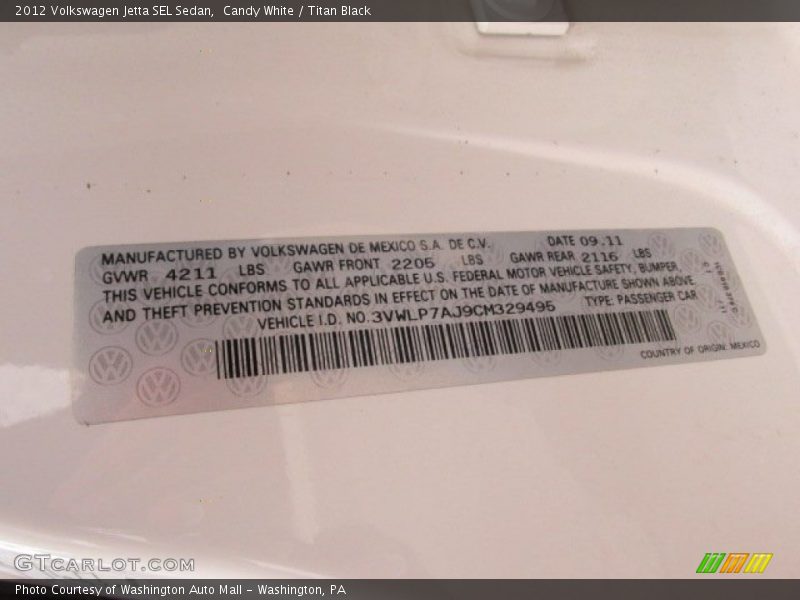 2012 Volkswagen Jetta SEL Sedan,  Candy White / Titan Black
MANUFACTURED BY VOLKSWAGEN DE MEXICO S.A. DE C.V. DATE 09.11
GVWR 4211 LBS GAWR FRONT 2205 LBS GAWR REAR 2116 LBS
THIS VEHICLE CONFORMS TO ALL APPLICABLE U.S. FEDERAL MOTOR VEHICLE SAFETY, BUMPER,
AND THEFT PREVENTION STANDARDS IN EFFECT ON THE DATE OF MANUFACTURE SHOWN ABOVE
VEHICLE I.D. NO. 3VWLP7AJ9CM329495 TYPE: PASSENGER CAR
COUNTRY OF ORIGIN: MEXICO
GTCARLOT.COM
Photo Courtesy of Washington Auto Mall - Washington, PA